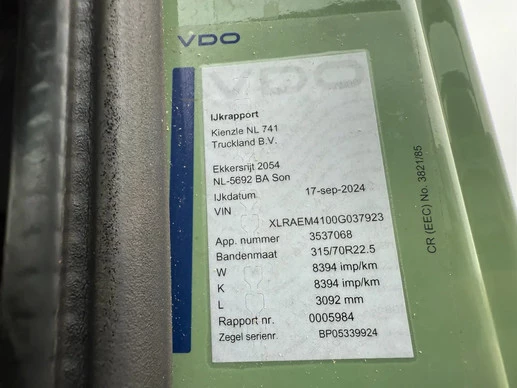 VDO
VDO
IJkrapport
Kienzle NL 741
Truckland B.V.
Ekkersrijt 2054
NL-5692 BA Son
IJkdatum 17-sep-2024
VIN
XLRAEM4100G037923
App. nummer 3537068
Bandenmaat 315/70R22.5
W 8394 imp/km
K 8394 imp/km
L 3092 mm
Rapport nr. 0005984
Zegel serienr. BP05339924
CR (EEC) No. 3821/85